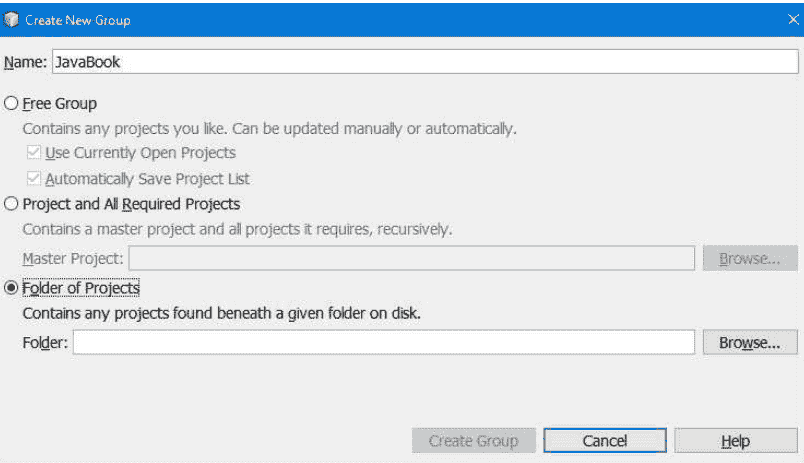 Create New Group
Name: JavaBook
Free Group
Contains any projects you like. Can be updated manually or automatically.
Use Currently Open Projects
Automatically Save Project List
Project and All Required Projects
Contains a master project and all projects it requires, recursively.
Master Project: Browse...
Folder of Projects
Contains any projects found beneath a given folder on disk.
Folder: Browse...
Create Group Cancel Help